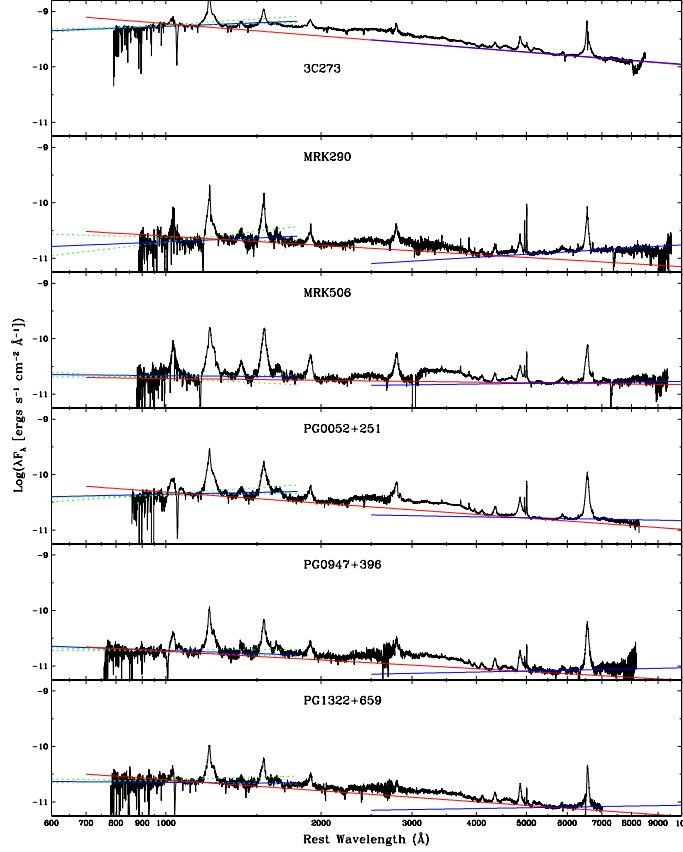 -9
-10
-11
3C273
-9
-10
-11
MRK290
-9
-10
-11
MRK506
-9
-10
-11
PG0052+251
-9
-10
-11
PG0947+396
-9
-10
-11
PG1322+659
Log(λF_λ [ergs s⁻¹ cm⁻² Å⁻¹])
600 700 800 900 1000 2000 3000 4000 5000 6000 7000 8000 9000 10
Rest Wavelength (Å)